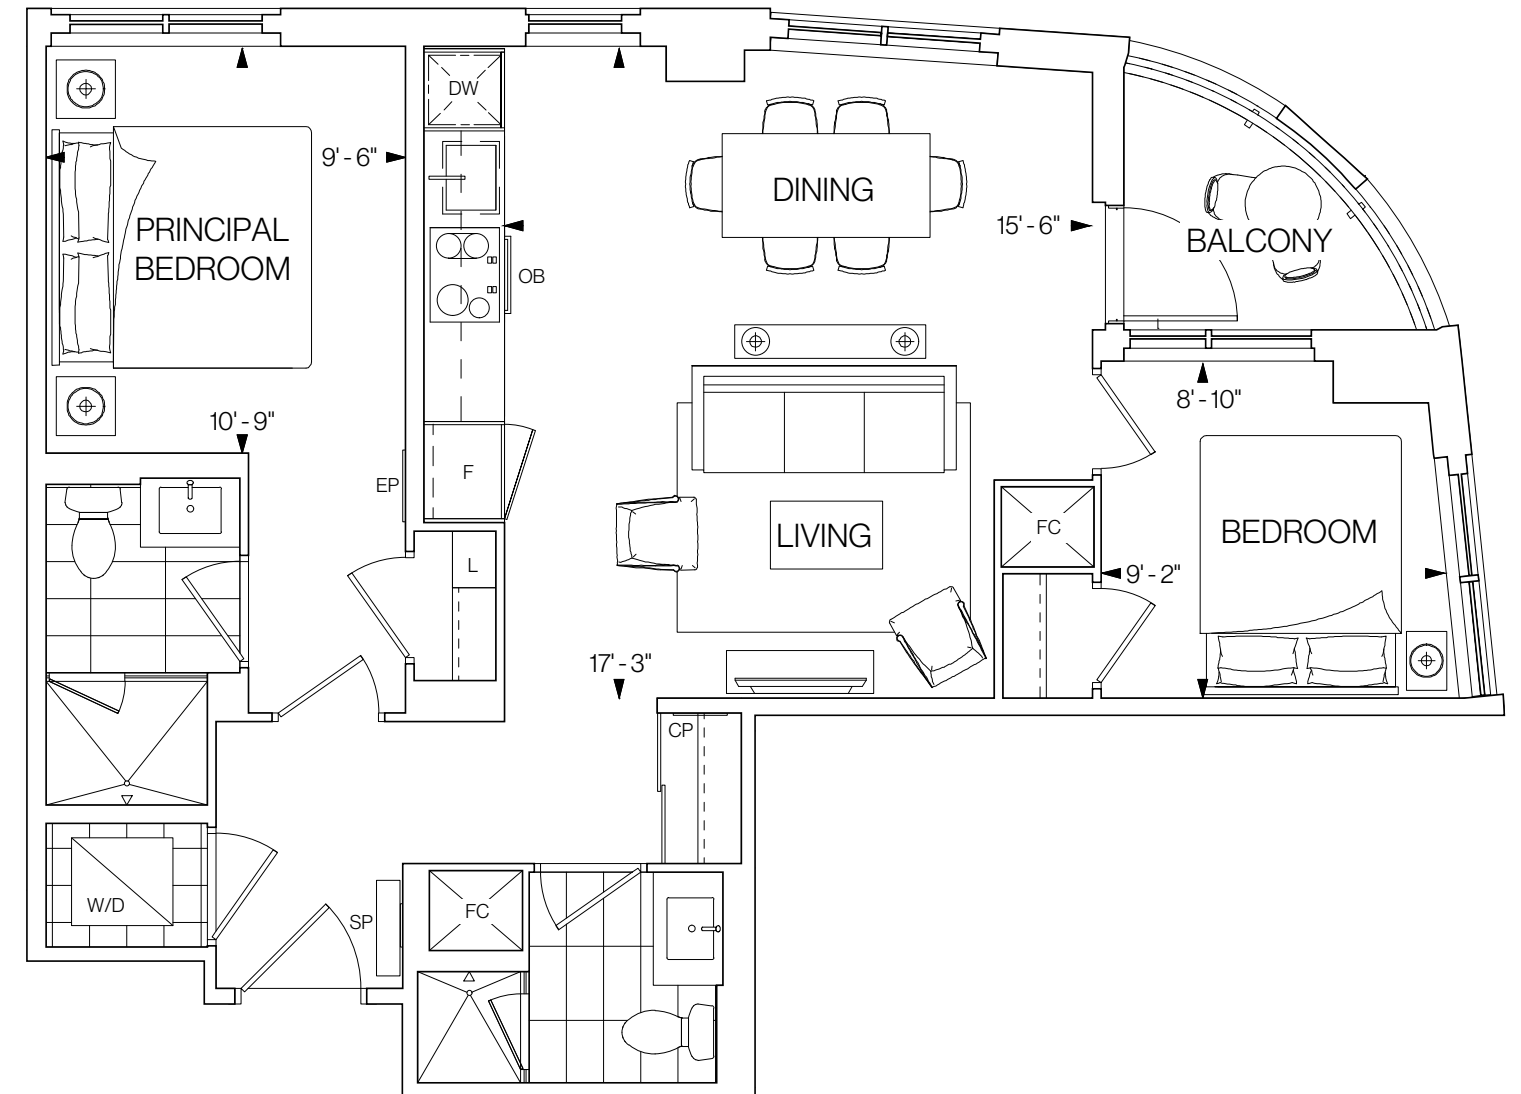 DW
9'-6"
DINING
PRINCIPAL
BEDROOM
15'-6"
BALCONY
OB
8'-10"
10'-9"
F
EP
FC
LIVING
BEDROOM
L
9'-2"
17'-3"
CP
W/D
SP
FC